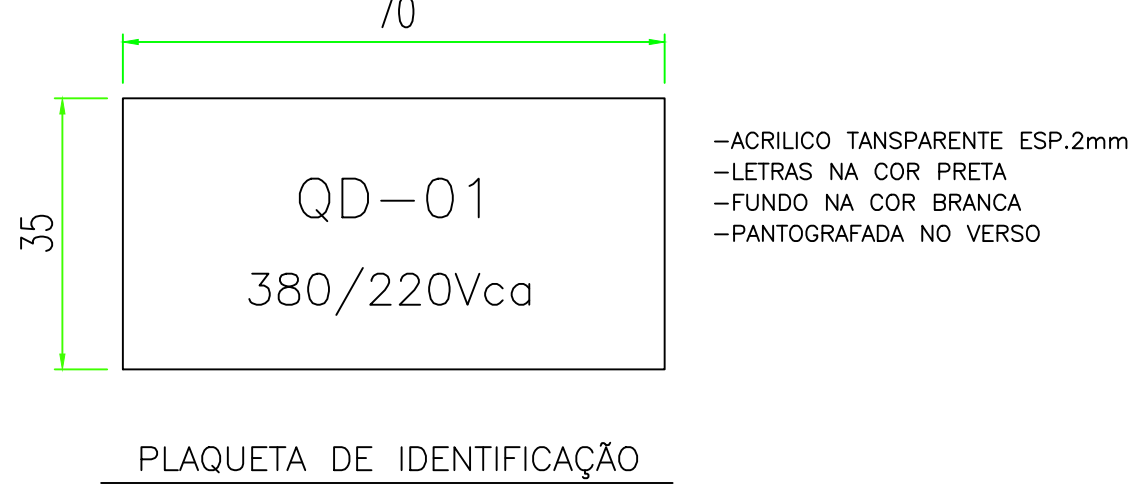 70
35
QD-01
380/220Vca
-ACRILICO TANSPARENTE ESP.2mm
-LETRAS NA COR PRETA
-FUNDO NA COR BRANCA
-PANTOGRAFADA NO VERSO
PLAQUETA DE IDENTIFICAÇÃO